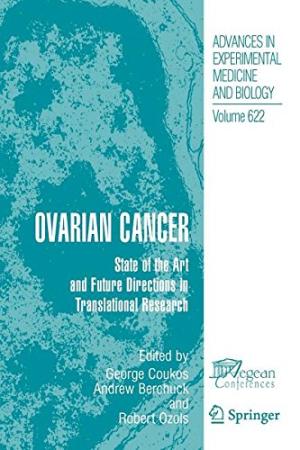 ADVANCES IN
EXPERIMENTAL
MEDICINE
AND BIOLOGY
Volume 622
OVARIAN CANCER
State of the Art
and Future Directions in
Translational Research
Edited by
George Coukos
Andrew Berchuck
and
Robert Ozols
Aegean
Conferences
Springer